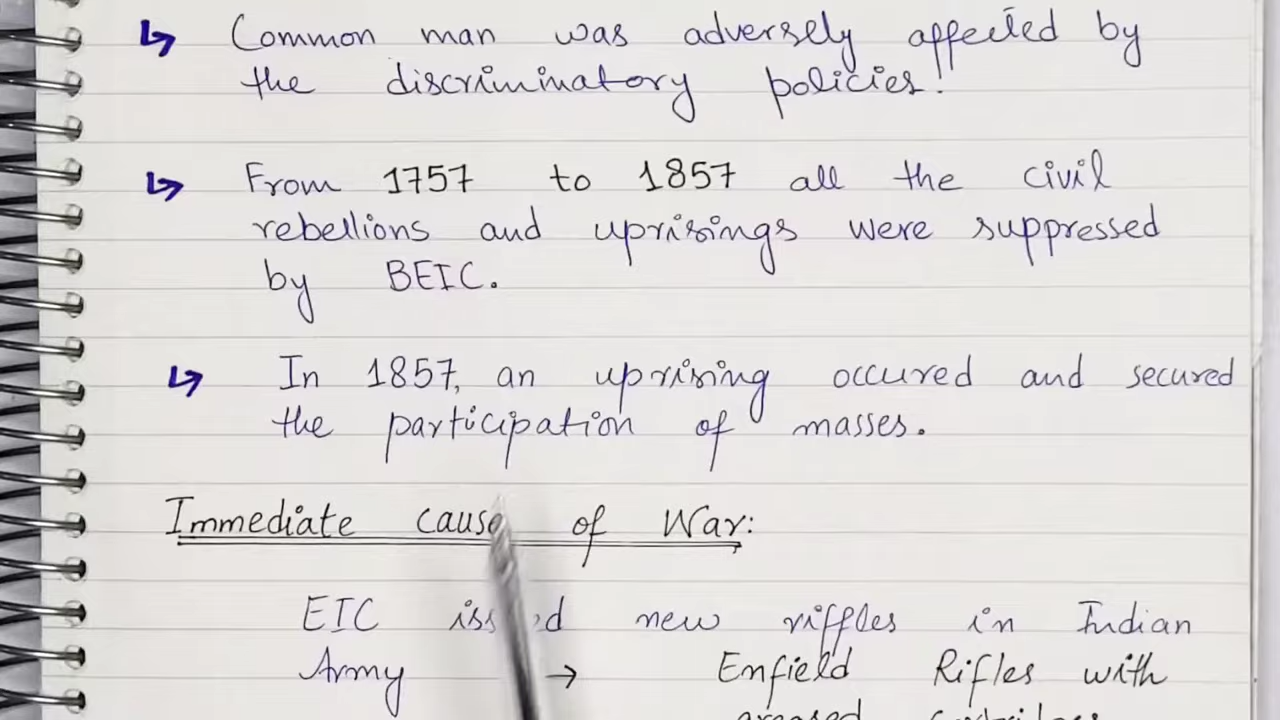 ↳ Common man was adversely affected by
the discriminatory policies!
↳ From 1757 to 1857 all the civil
rebellions and uprisings were suppressed
by BEIC.
↳ In 1857, an uprising occured and secured
the participation of masses.
Immediate cause of War:
EIC new riffles in Indian
Army → Enfield Rifles with